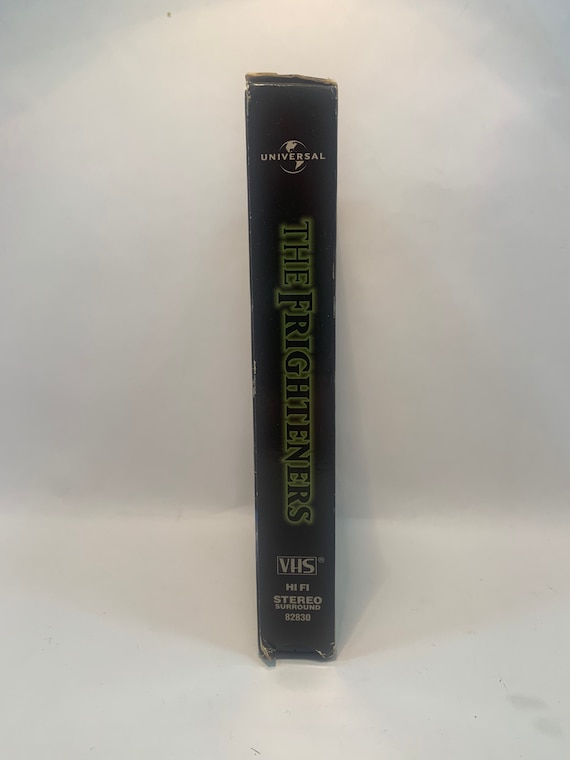 UNIVERSAL
THE FRIGHTENERS
VHS®
HI FI
STEREO
SURROUND
82830